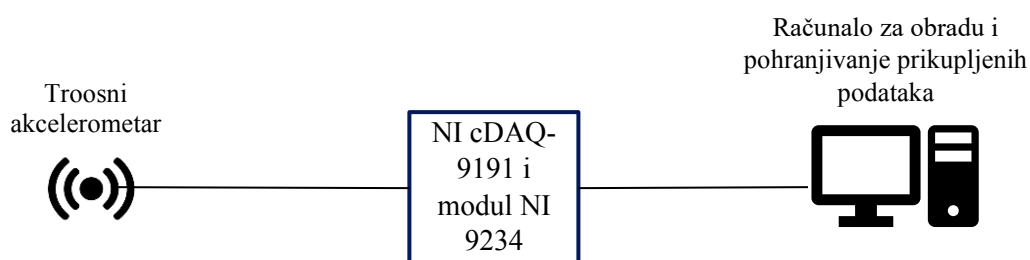 Troosni
akcelerometar
NI cDAQ-
9191 i
modul NI
9234
Računalo za obradu i
pohranjivanje prikupljenih
podataka